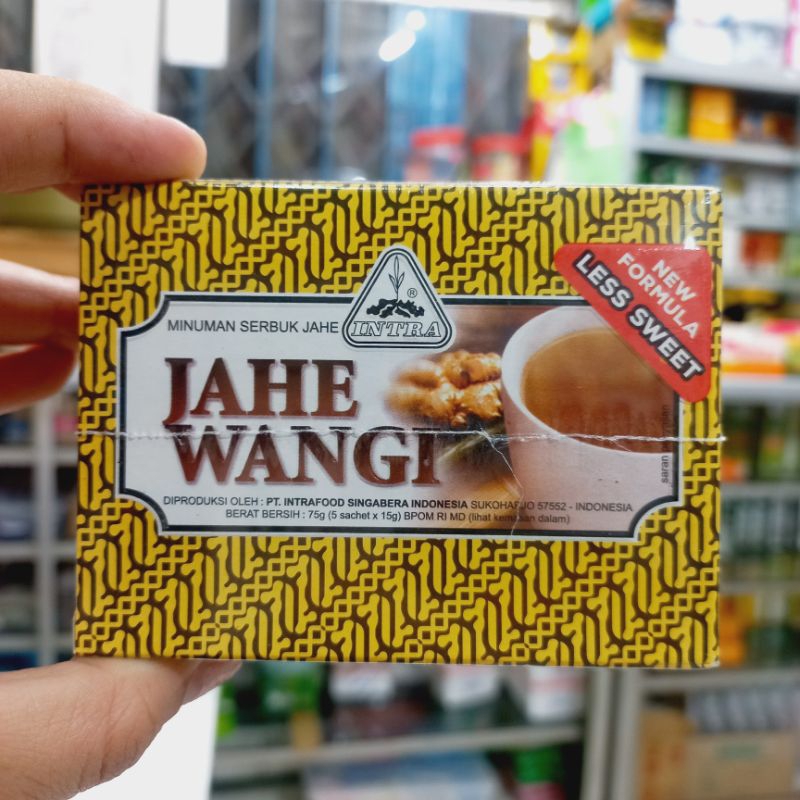 MINUMAN SERBUK JAHE
INTRA
®
NEW
FORMULA
LESS SWEET
JAHE
WANGI
saran
DIPRODUKSI OLEH : PT. INTRAFOOD SINGABERA INDONESIA SUKOHARJO 57552 - INDONESIA
BERAT BERSIH : 75g (5 sachet x 15g) BPOM RI MD (lihat kemasan dalam)